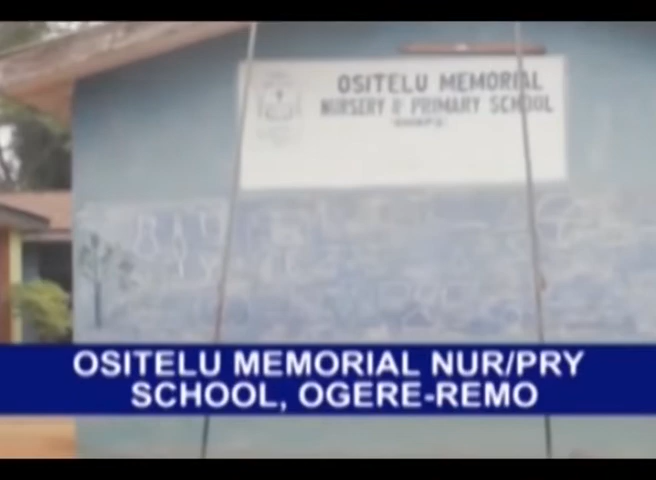 OSITELU MEMORIAL
NURSERY & PRIMARY SCHOOL
OSITELU MEMORIAL NUR/PRY
SCHOOL, OGERE-REMO